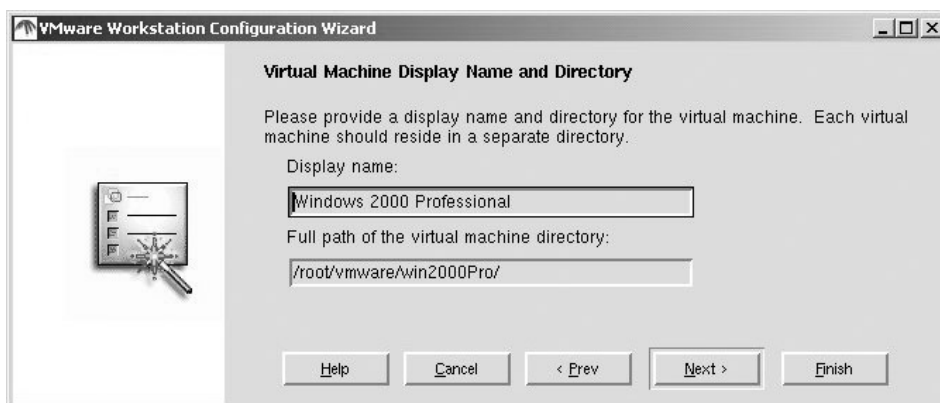 VMware Workstation Configuration Wizard
Virtual Machine Display Name and Directory
Please provide a display name and directory for the virtual machine.  Each virtual
machine should reside in a separate directory.
Display name:
Windows 2000 Professional
Full path of the virtual machine directory:
/root/vmware/win2000Pro/
Help
Cancel
< Prev
Next >
Finish